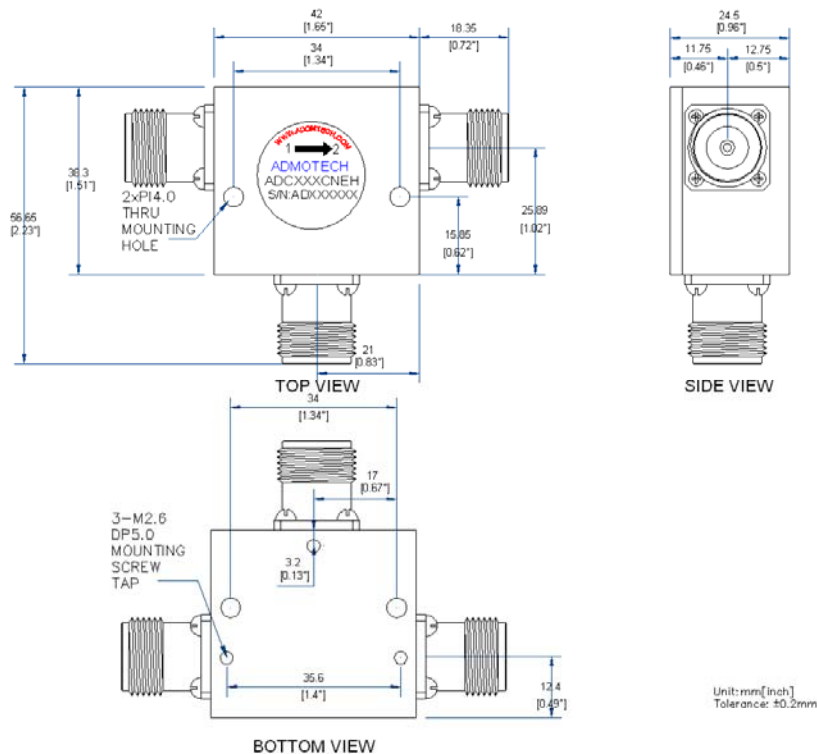 42
[1.65"]
18.35
[0.72"]
34
[1.34"]
24.5
[0.96"]
11.75
[0.46"]
12.75
[0.5"]
WWW.ADOMTECH.COM
1 2
ADMOTECH
ADCXXXCNEH
S/N:ADXXXXXX
56.65
[2.23"]
38.3
[1.51"]
2xPI4.0
THRU
MOUNTING
HOLE
15.85
[0.62"]
25.89
[1.02"]
21
[0.83"]
TOP VIEW
SIDE VIEW
34
[1.34"]
17
[0.67"]
3-M2.6
DP5.0
MOUNTING
SCREW
TAP
3.2
[0.13"]
35.6
[1.4"]
12.4
[0.49"]
Unit:mm[inch]
Tolerance: ±0.2mm
BOTTOM VIEW